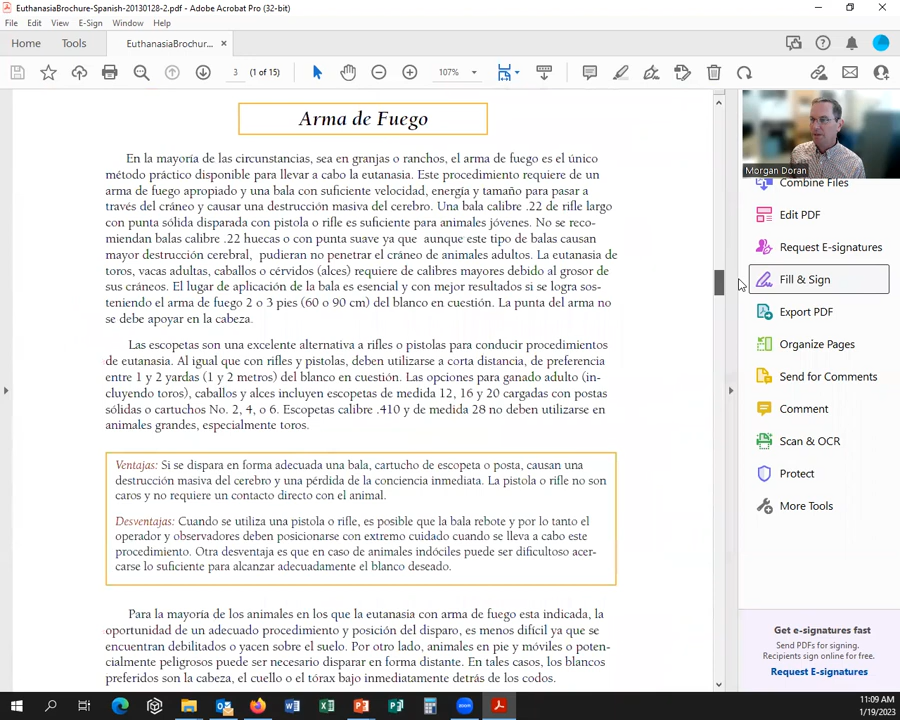 EuthanasiaBrochure-Spanish-20130128-2.pdf - Adobe Acrobat Pro (32-bit)
File Edit View E-Sign Window Help
Home Tools EuthanasiaBrochur... ×
3 (1 of 15) 107%
Arma de Fuego
En la mayoría de las circunstancias, sea en granjas o ranchos, el arma de fuego es el único
método práctico disponible para llevar a cabo la eutanasia. Este procedimiento requiere de un
arma de fuego apropiado y una bala con suficiente velocidad, energía y tamaño para pasar a
través del cráneo y causar una destrucción masiva del cerebro. Una bala calibre .22 de rifle largo
con punta sólida disparada con pistola o rifle es suficiente para animales jóvenes. No se reco-
miendan balas calibre .22 huecas o con punta suave ya que aunque este tipo de balas causan
mayor destrucción cerebral, pudieran no penetrar el cráneo de animales adultos. La eutanasia de
toros, vacas adultas, caballos o cérvidos (alces) requiere de calibres mayores debido al grosor de
sus cráneos. El lugar de aplicación de la bala es esencial y con mejor resultados si se logra sos-
teniendo el arma de fuego 2 o 3 pies (60 o 90 cm) del blanco en cuestión. La punta del arma no
se debe apoyar en la cabeza.
Las escopetas son una excelente alternativa a rifles o pistolas para conducir procedimientos
de eutanasia. Al igual que con rifles y pistolas, deben utilizarse a corta distancia, de preferencia
entre 1 y 2 yardas (1 y 2 metros) del blanco en cuestión. Las opciones para ganado adulto (in-
cluyendo toros), caballos y alces incluyen escopetas de medida 12, 16 y 20 cargadas con postas
sólidas o cartuchos No. 2, 4, o 6. Escopetas calibre .410 y de medida 28 no deben utilizarse en
animales grandes, especialmente toros.
Ventajas: Si se dispara en forma adecuada una bala, cartucho de escopeta o posta, causan una
destrucción masiva del cerebro y una pérdida de la conciencia inmediata. La pistola o rifle no son
caros y no requiere un contacto directo con el animal.
Desventajas: Cuando se utiliza una pistola o rifle, es posible que la bala rebote y por lo tanto el
operador y observadores deben posicionarse con extremo cuidado cuando se lleva a cabo este
procedimiento. Otra desventaja es que en caso de animales indóciles puede ser dificultoso acer-
carse lo suficiente para alcanzar adecuadamente el blanco deseado.
Para la mayoría de los animales en los que la eutanasia con arma de fuego esta indicada, la
oportunidad de un adecuado procedimiento y posición del disparo, es menos difícil ya que se
encuentran debilitados o yacen sobre el suelo. Por otro lado, animales en pie y móviles o poten-
cialmente peligrosos puede ser necesario disparar en forma distante. En tales casos, los blancos
preferidos son la cabeza, el cuello o el tórax bajo inmediatamente detrás de los codos.
Morgan Doran
Combine Files
Edit PDF
Request E-signatures
Fill & Sign
Export PDF
Organize Pages
Send for Comments
Comment
Scan & OCR
Protect
More Tools
Get e-signatures fast
Send PDFs for signing.
Recipients sign online for free.
Request E-signatures
11:09 AM
1/19/2023